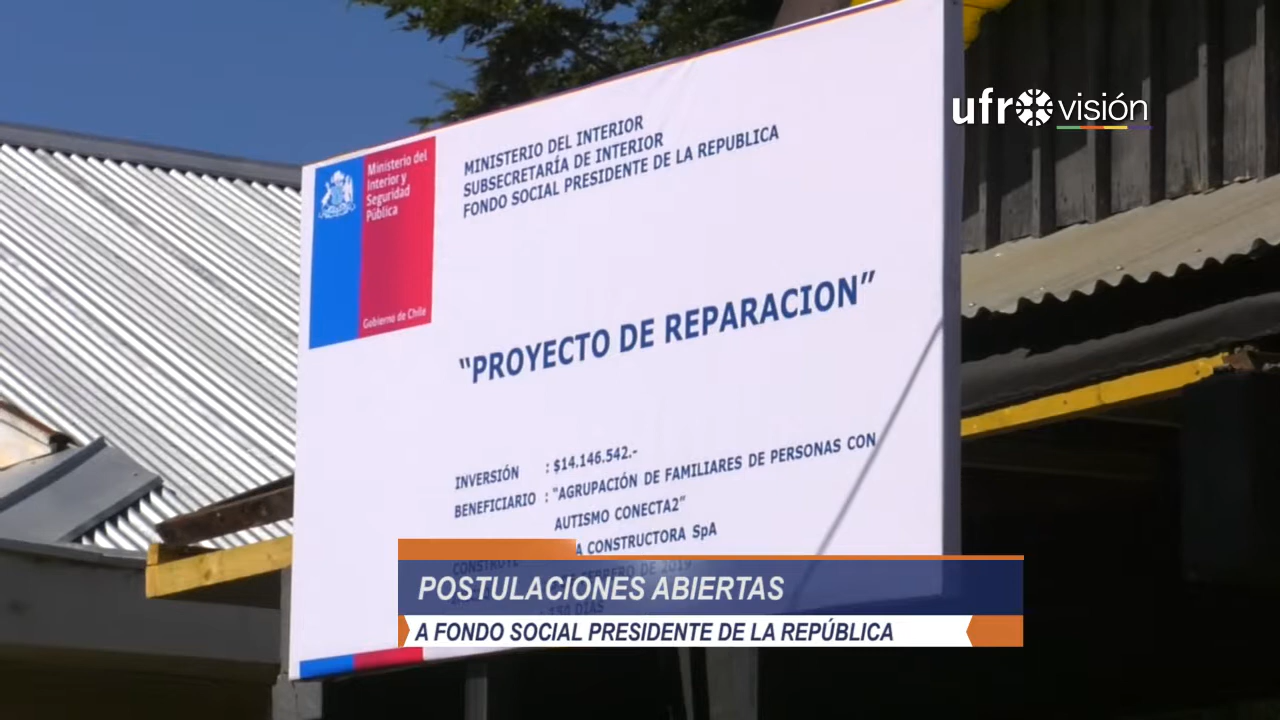 ufro visión
Ministerio del
Interior y
Seguridad
Pública
Gobierno de Chile
MINISTERIO DEL INTERIOR
SUBSECRETARÍA DE INTERIOR
FONDO SOCIAL PRESIDENTE DE LA REPUBLICA
“PROYECTO DE REPARACION”
INVERSIÓN : $14.146.542.-
BENEFICIARIO : “AGRUPACIÓN DE FAMILIARES DE PERSONAS CON
AUTISMO CONECTA2”
A CONSTRUCTORA SpA
FEBRERO DE 2019
: 150 DÍAS
POSTULACIONES ABIERTAS
A FONDO SOCIAL PRESIDENTE DE LA REPÚBLICA